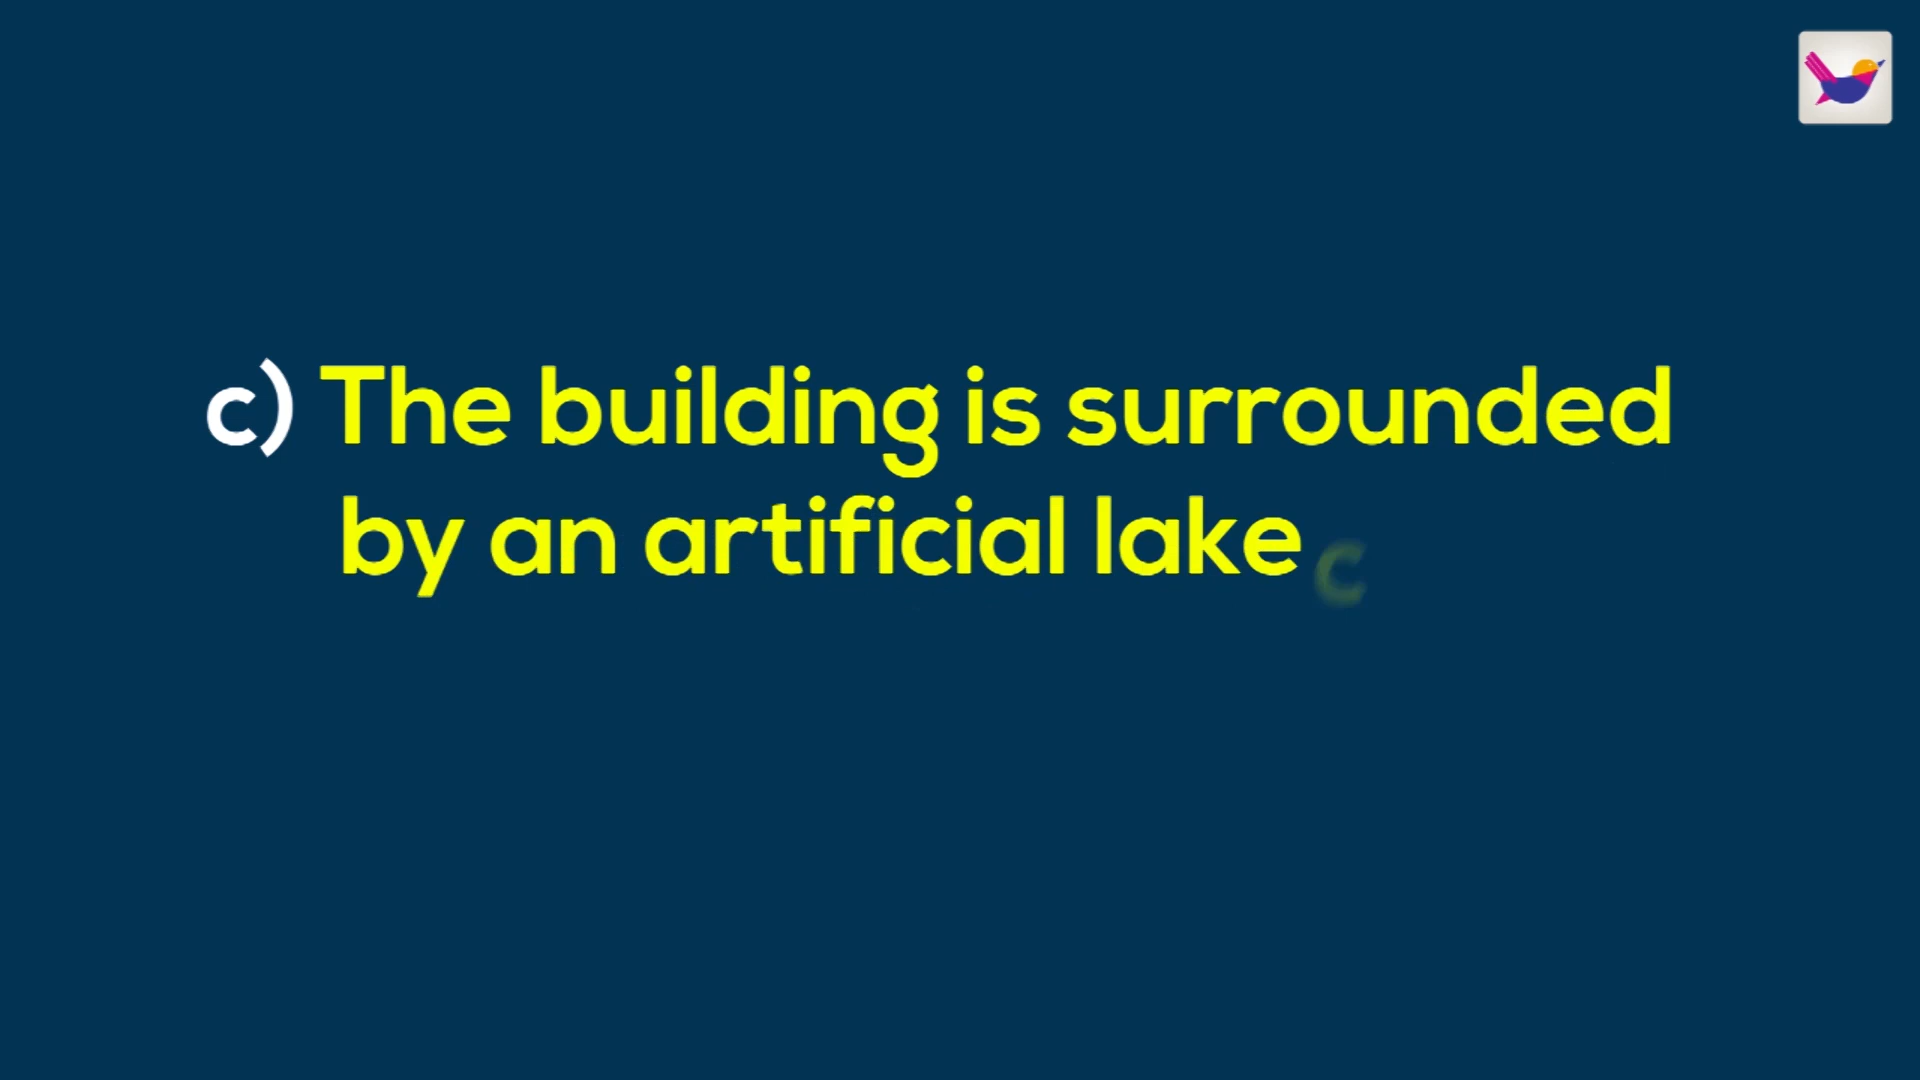 c) The building is surrounded
by an artificial lake